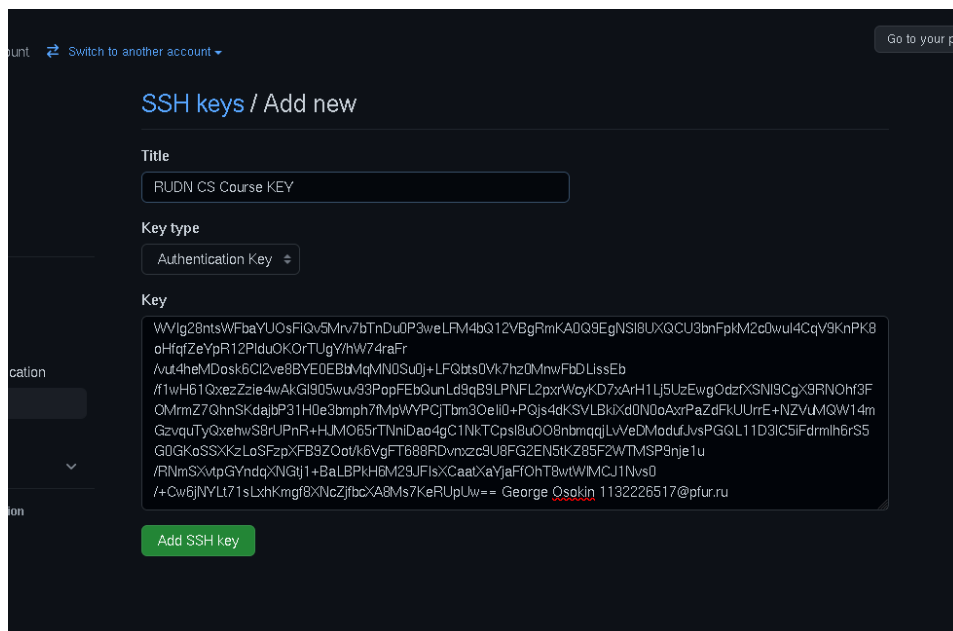 ount Switch to another account
Go to your p
SSH keys / Add new
Title
RUDN CS Course KEY
Key type
Authentication Key
Key
WVIg28ntsWFbaYUOsFiQv5Mrv7bTnDu0P3weLFM4bQ12VBgRmKA0Q9EgNSI8UXQCU3bnFpkM2c0wuI4CqV9KnPK8
oHfqfZeYpR12PIduOKOrTUgY/hW74raFr
/vut4heMDosk6CI2ve8BYE0EBbMqMN0Su0j+LFQbts0Vk7hz0MnwFbDLissEb
cation
/f1wH61QxezZzie4wAkGI905wuv93PopFEbQunLd9qB9LPNFL2pxrWcyKD7xArH1Lj5UzEwgOdzfXSNI9CgX9RNOhf3F
OMrmZ7QhnSKdajbP31H0e3bmph7fMpWYPCjTbm3OeIi0+PQjs4dKSVLBkiXd0N0oAxrPaZdFkUUrrE+NZVuMQW14m
GzvquTyQxehwS8rUPnR+HJMO65rTNniDao4gC1NkTCpsI8uOO8nbmqqjLvVeDModufJvsPGQL11D3IC5iFdrmIh6rS5
G0GKoSSXKzLoSFzpXFB9ZOot/k6VgFT688RDvnxzc9U8FG2EN5tKZ85F2WTMSP9nje1u
/RNmSXvtpGYndqXNGtj1+BaLBPkH6M29JFIsXCaatXaYjaFfOhT8wtWIMCJ1Nvs0
/+Cw6jNYLt71sLxhKmgf8XNcZjfbcXA8Ms7KeRUpUw== George Osokin 1132226517@pfur.ru
ion
Add SSH key